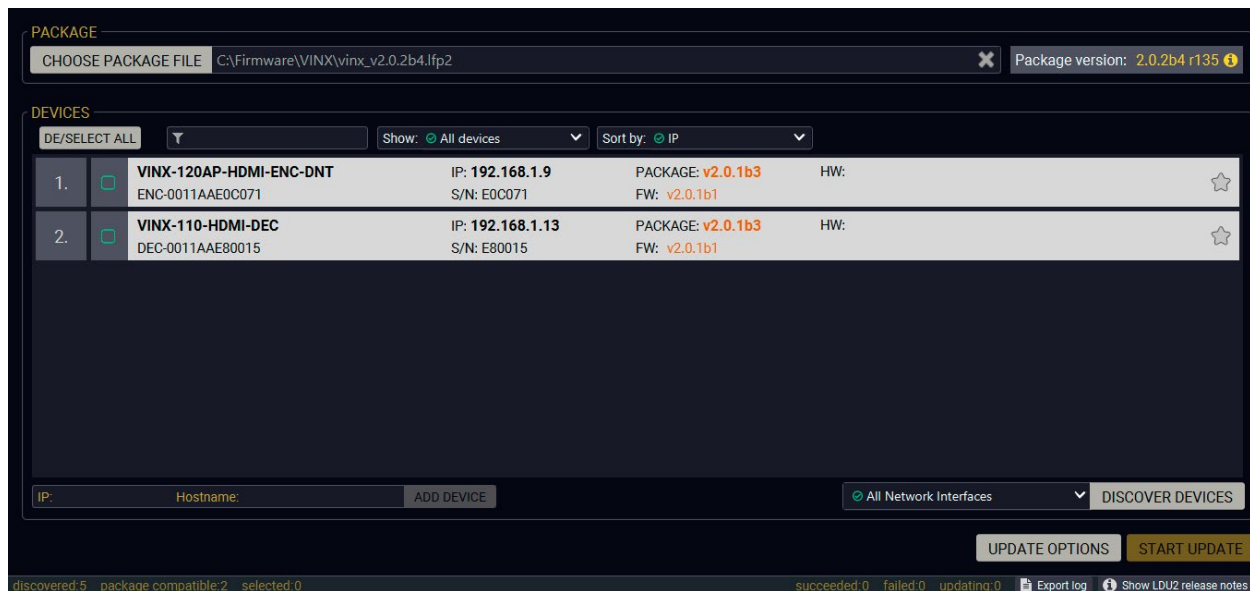 PACKAGE
CHOOSE PACKAGE FILE C:\Firmware\VINX\vinx_v2.0.2b4.lfp2 Package version: 2.0.2b4 r135
DEVICES
DE/SELECT ALL Show: All devices Sort by: IP
1. VINX-120AP-HDMI-ENC-DNT IP: 192.168.1.9 PACKAGE: v2.0.1b3 HW:
ENC-0011AAE0C071 S/N: E0C071 FW: v2.0.1b1
2. VINX-110-HDMI-DEC IP: 192.168.1.13 PACKAGE: v2.0.1b3 HW:
DEC-0011AAE80015 S/N: E80015 FW: v2.0.1b1
IP: Hostname: ADD DEVICE All Network Interfaces DISCOVER DEVICES
UPDATE OPTIONS START UPDATE
discovered:5 package compatible:2 selected:0 succeeded:0 failed:0 updating:0 Export log Show LDU2 release notes